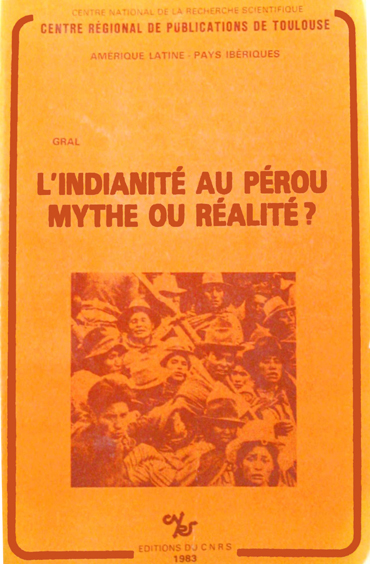 CENTRE NATIONAL DE LA RECHERCHE SCIENTIFIQUE
CENTRE RÉGIONAL DE PUBLICATIONS DE TOULOUSE
AMÉRIQUE LATINE - PAYS IBÉRIQUES
GRAL
L'INDIANITÉ AU PÉROU
MYTHE OU RÉALITÉ?
EDITIONS DU CNRS
1983